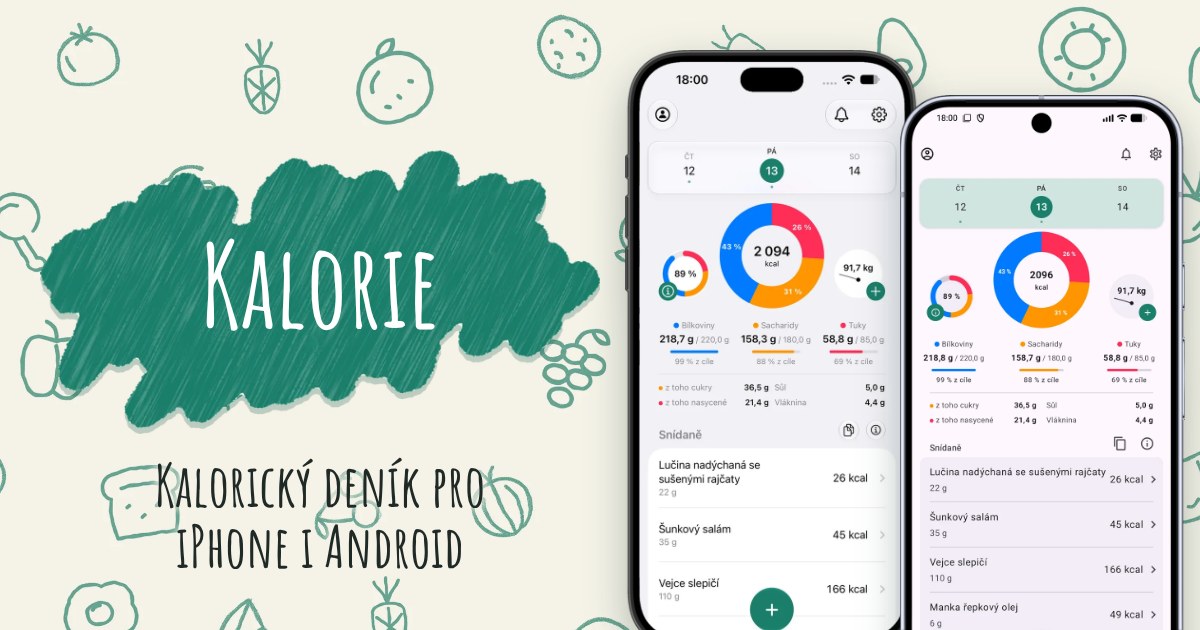 Kalorie
Kalorický deník pro
iPhone i Android
18:00
ČT
PÁ
SO
12
13
14
26 %
43 %
2 094
kcal
31 %
89 %
91,7 kg
Bílkoviny
Sacharidy
Tuky
218,7 g / 220,0 g
158,3 g / 180,0 g
58,8 g / 85,0 g
99 % z cíle
88 % z cíle
69 % z cíle
z toho cukry 36,5 g Sůl 5,0 g
z toho nasycené 21,4 g Vláknina 4,4 g
Snídaně
Lučina nadýchaná se
sušenými rajčaty
22 g
26 kcal
Šunkový salám
35 g
45 kcal
Vejce slepičí
110 g
166 kcal
18:00
ČT
PÁ
SO
12
13
14
26 %
43 %
2096
kcal
31 %
89 %
91,7 kg
Bílkoviny
Sacharidy
Tuky
218,8 g / 220,0 g
158,7 g / 180,0 g
58,8 g / 85,0 g
99 % z cíle
88 % z cíle
69 % z cíle
z toho cukry 36,5 g Sůl 5,0 g
z toho nasycené 21,4 g Vláknina 4,4 g
Snídaně
Lučina nadýchaná se sušenými rajčaty
22 g
26 kcal
Šunkový salám
35 g
45 kcal
Vejce slepičí
110 g
166 kcal
Manka řepkový olej
6 g
49 kcal